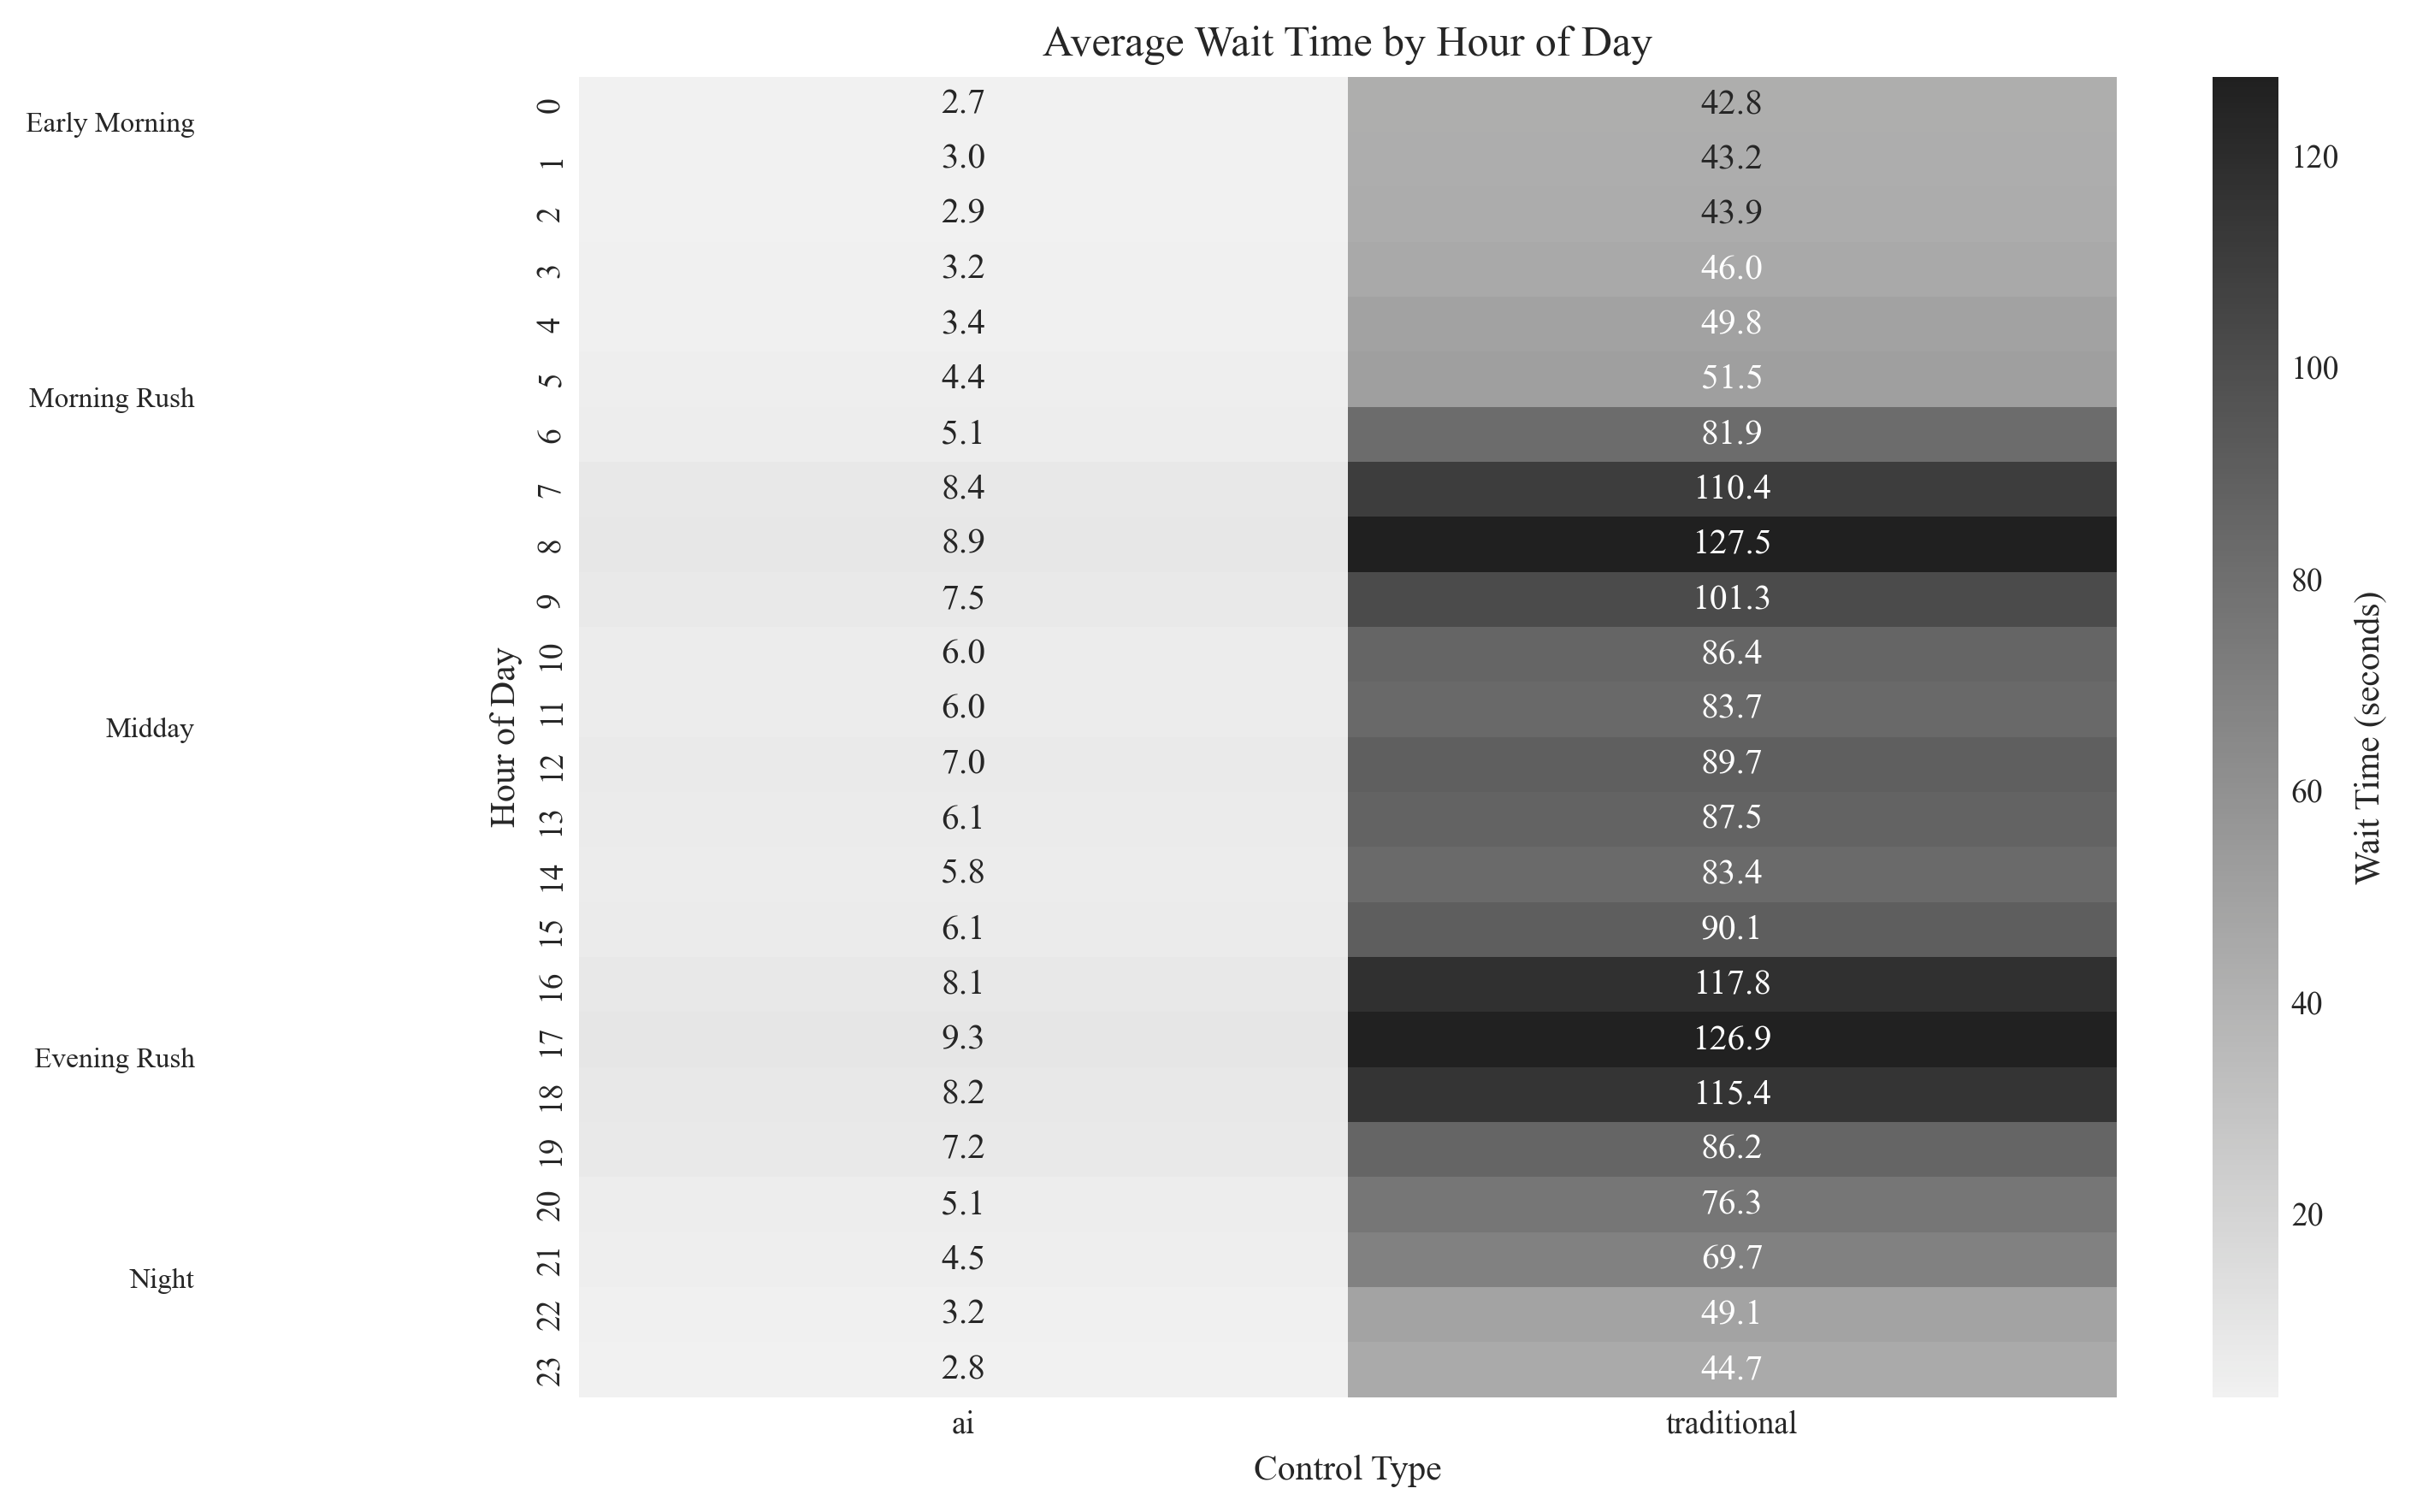 Average Wait Time by Hour of Day
Early Morning
Morning Rush
Midday
Evening Rush
Night
Hour of Day
0 2.7 42.8
1 3.0 43.2
2 2.9 43.9
3 3.2 46.0
4 3.4 49.8
5 4.4 51.5
6 5.1 81.9
7 8.4 110.4
8 8.9 127.5
9 7.5 101.3
10 6.0 86.4
11 6.0 83.7
12 7.0 89.7
13 6.1 87.5
14 5.8 83.4
15 6.1 90.1
16 8.1 117.8
17 9.3 126.9
18 8.2 115.4
19 7.2 86.2
20 5.1 76.3
21 4.5 69.7
22 3.2 49.1
23 2.8 44.7
ai traditional
Control Type
120
100
80
60
40
20
Wait Time (seconds)